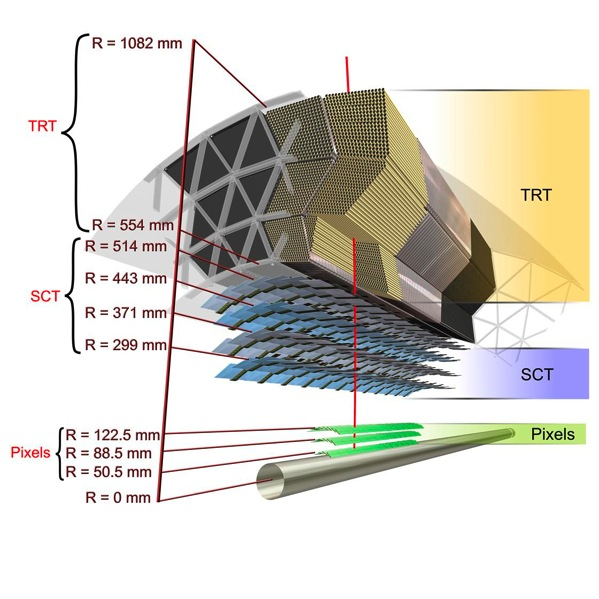 R = 1082 mm
TRT
TRT
R = 554 mm
R = 514 mm
R = 443 mm
SCT
R = 371 mm
R = 299 mm
SCT
R = 122.5 mm
Pixels
Pixels
R = 88.5 mm
R = 50.5 mm
R = 0 mm